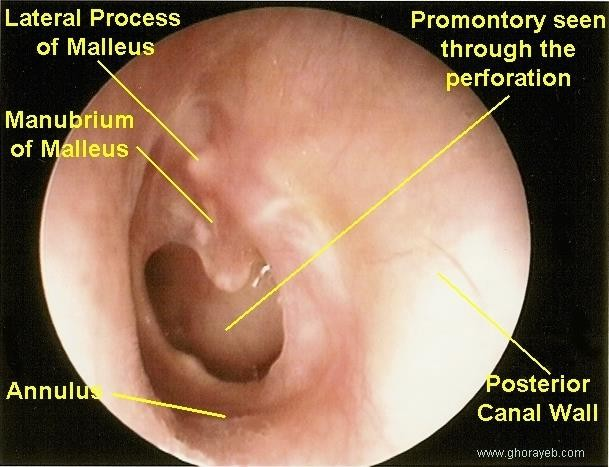 Lateral Process
of Malleus
Promontory seen
through the
perforation
Manubrium
of Malleus
Annulus
Posterior
Canal Wall
www.ghorayeb.com